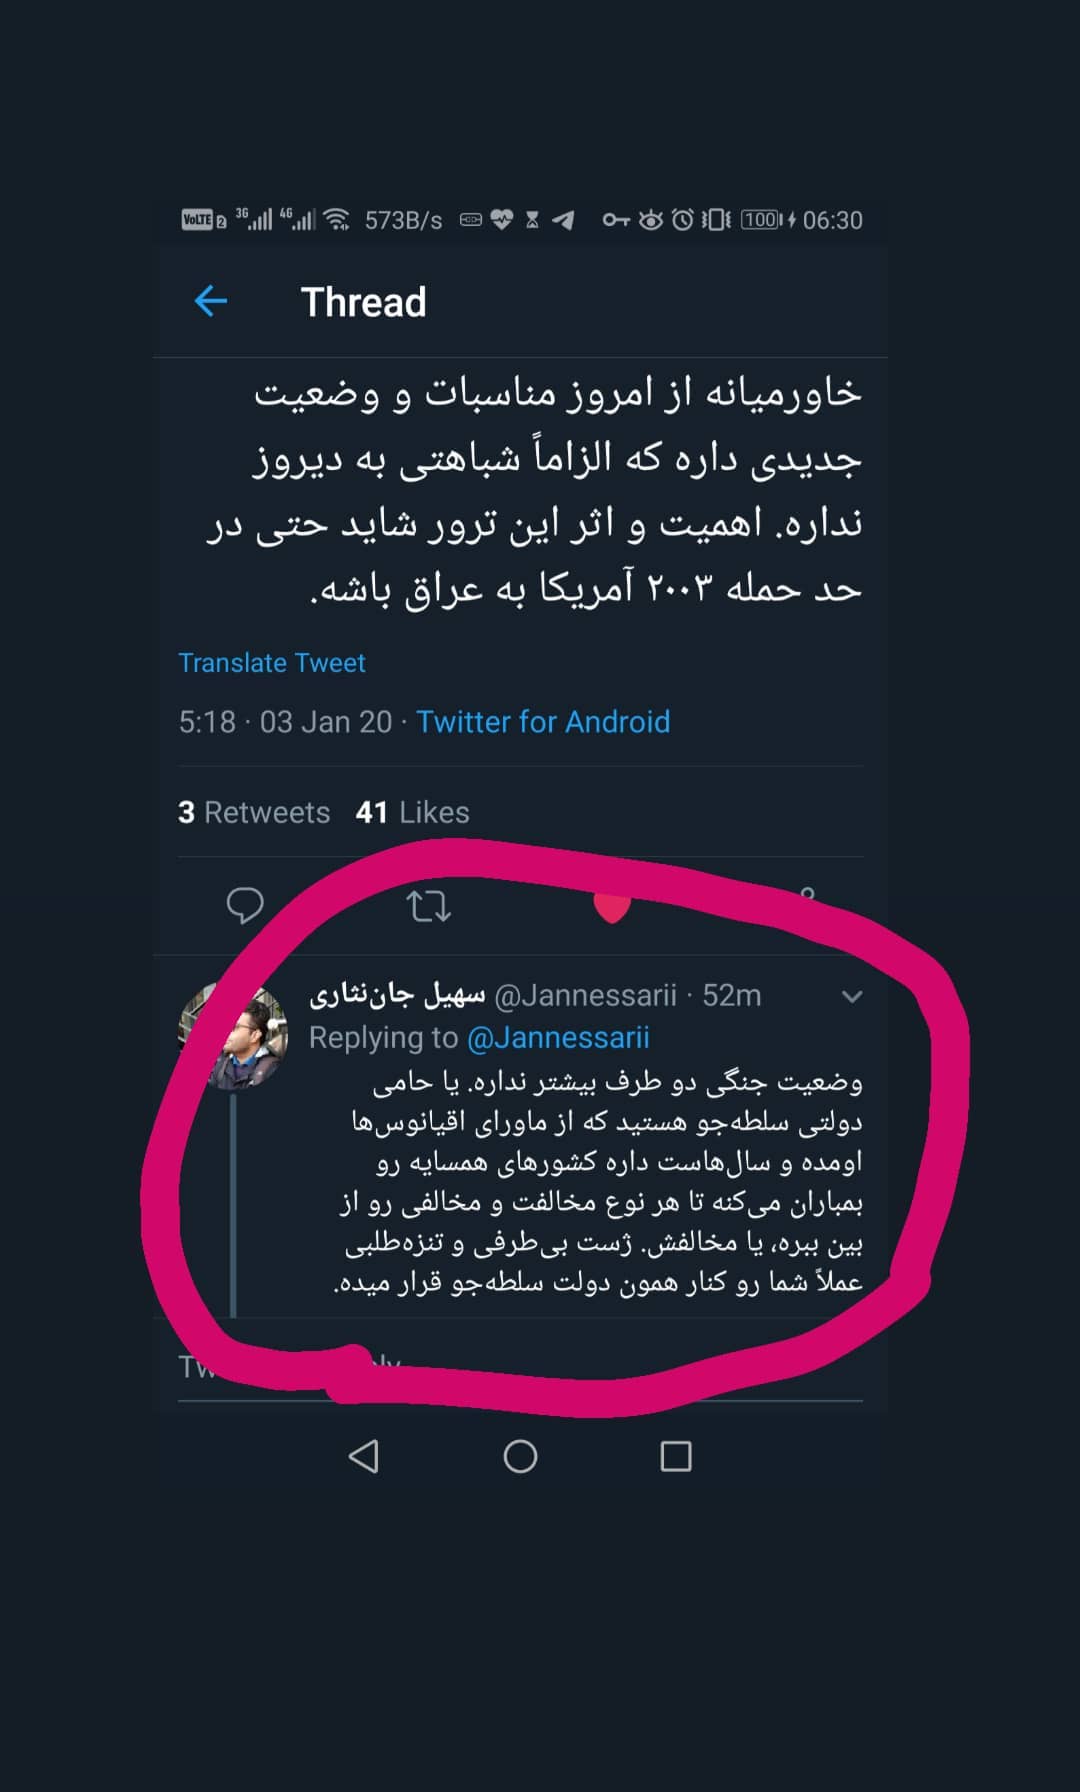 VoLTE 2 3G 4G 573B/s 100 06:30
Thread
خاورمیانه از امروز مناسبات و وضعیت
جدیدی داره که الزاماً شباهتی به دیروز
نداره. اهمیت و اثر این ترور شاید حتی در
حد حمله ۲۰۰۳ آمریکا به عراق باشه.
Translate Tweet
5:18 · 03 Jan 20 · Twitter for Android
3 Retweets 41 Likes
سهیل جان‌نثاری @Jannessarii · 52m
Replying to @Jannessarii
وضعیت جنگی دو طرف بیشتر نداره. یا حامی
دولتی سلطه‌جو هستید که از ماورای اقیانوس‌ها
اومده و سال‌هاست داره کشورهای همسایه رو
بمباران می‌کنه تا هر نوع مخالفت و مخالفی رو از
بین ببره، یا مخالفش. ژست بی‌طرفی و تنزه‌طلبی
عملاً شما رو کنار همون دولت سلطه‌جو قرار میده.